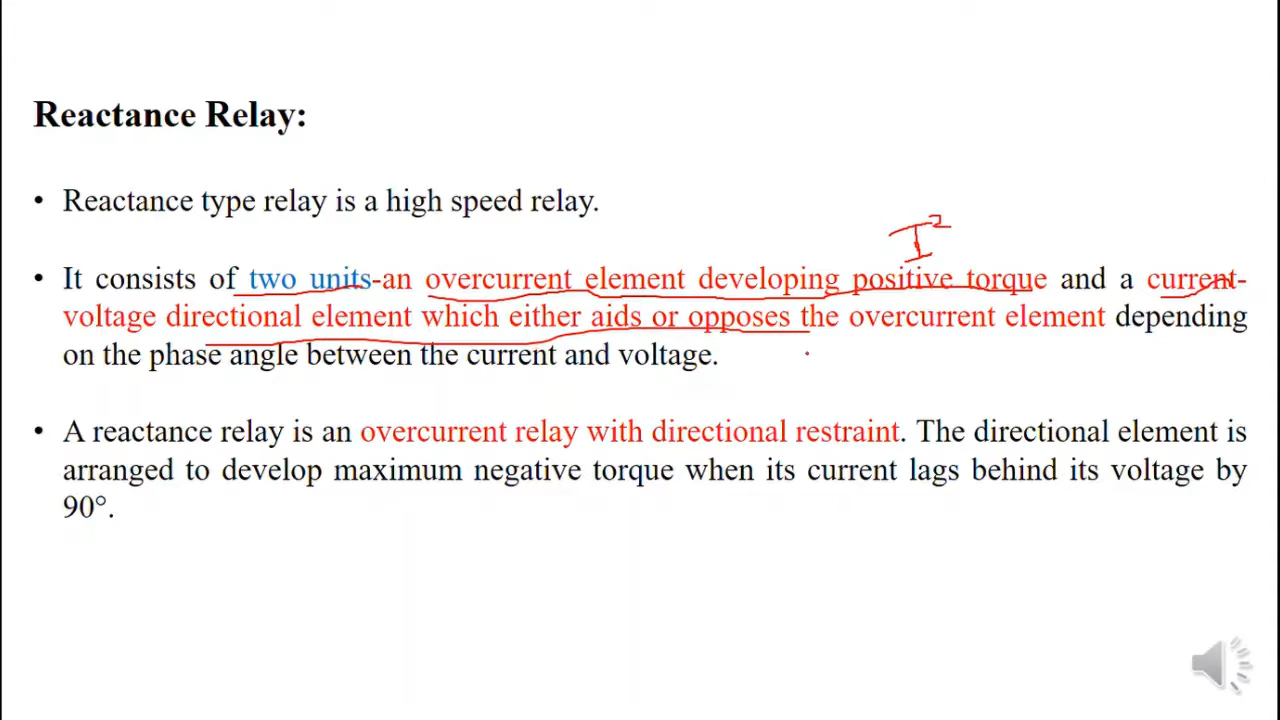 Reactance Relay:
• Reactance type relay is a high speed relay.
I²
• It consists of two units-an overcurrent element developing positive torque and a current-
voltage directional element which either aids or opposes the overcurrent element depending
on the phase angle between the current and voltage.
• A reactance relay is an overcurrent relay with directional restraint. The directional element is
arranged to develop maximum negative torque when its current lags behind its voltage by
90°.